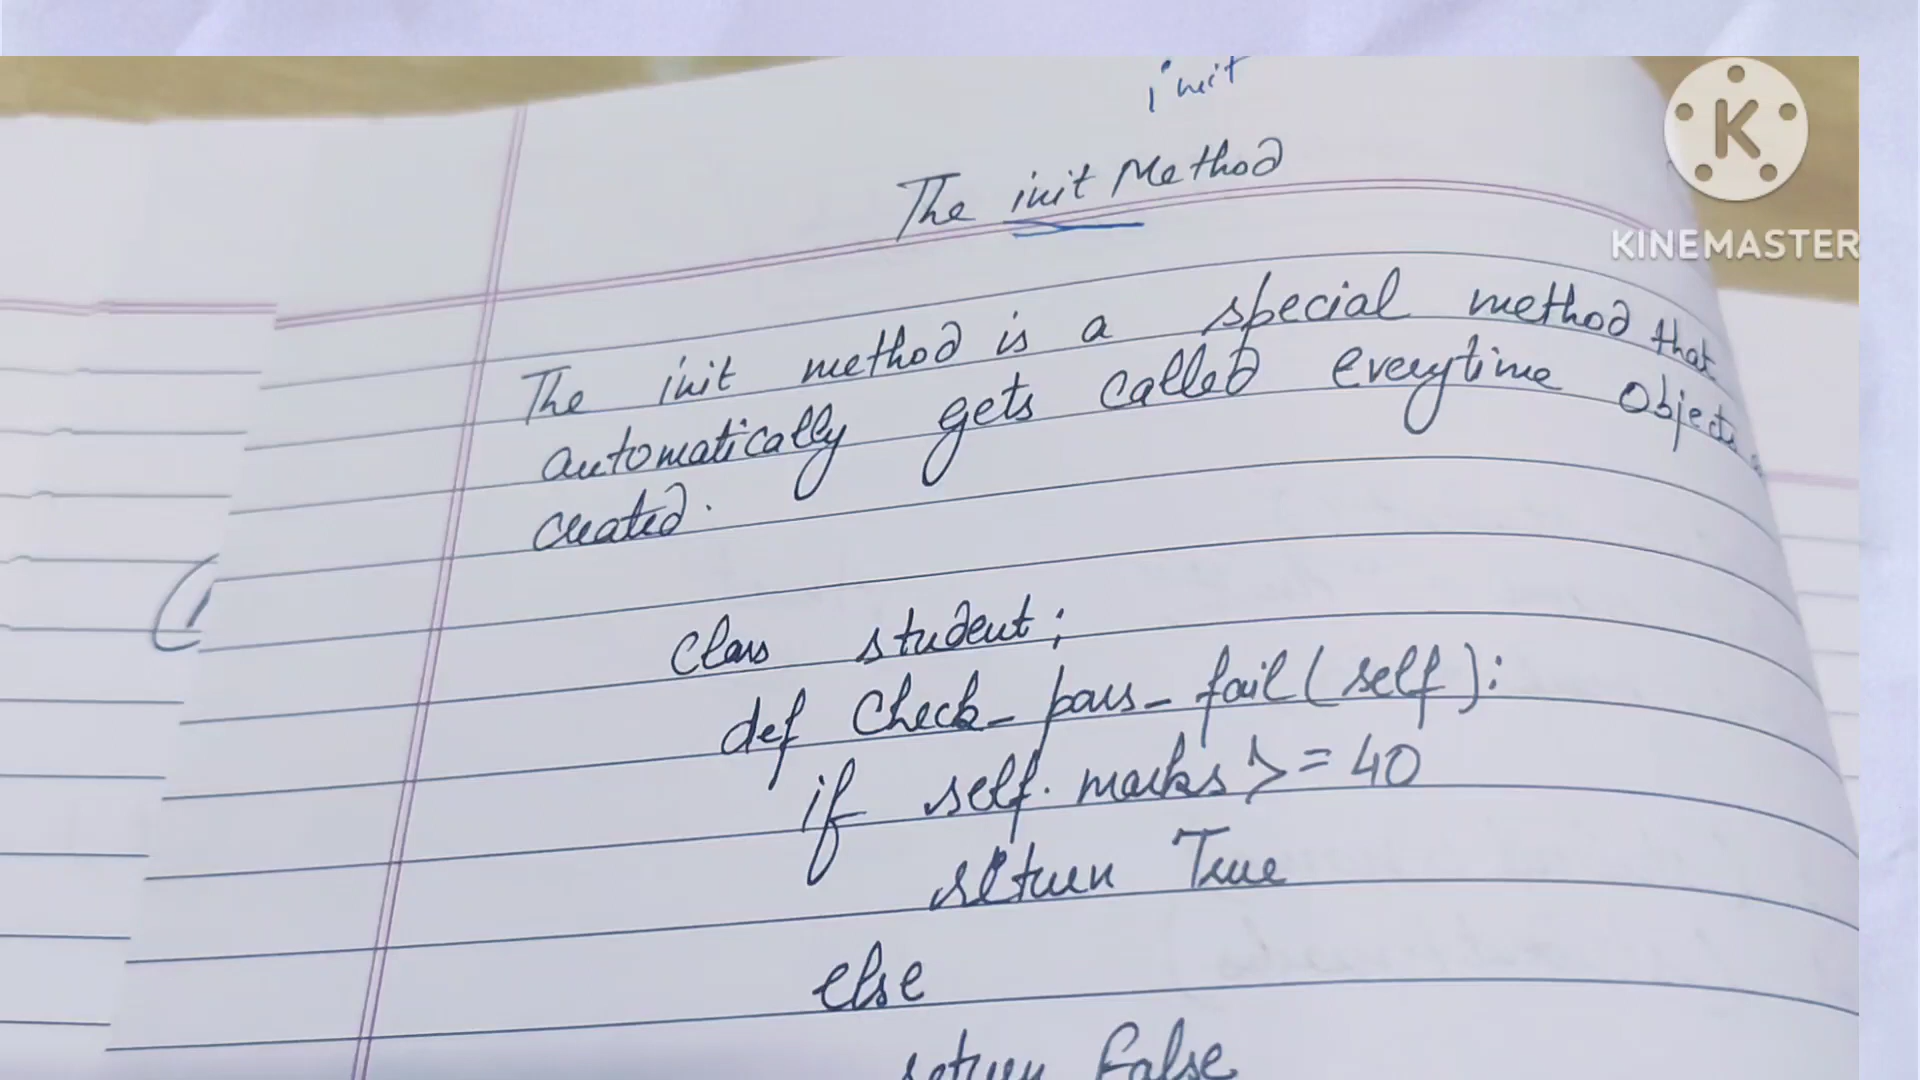 init
The init Method
K
KINEMASTER
The init method is a special method that
automatically gets called everytime Objects
created.
Class student:
def Check_pass_fail(self):
if self.marks>=40
return True
else
return False